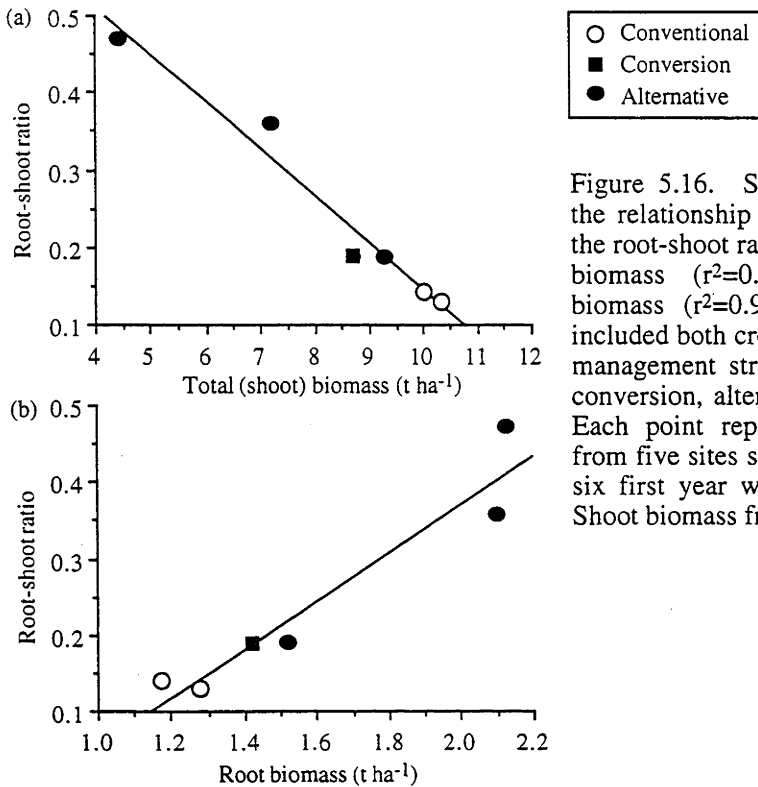 (a)
0.5
0.4
0.3
0.2
0.1
Root-shoot ratio
4 5 6 7 8 9 10 11 12
Total (shoot) biomass (t ha-1)
(b)
0.5
0.4
0.3
0.2
0.1
Root-shoot ratio
1.0 1.2 1.4 1.6 1.8 2.0 2.2
Root biomass (t ha-1)
Conventional
Conversion
Alternative
Figure 5.16. S
the relationship
the root-shoot ra
biomass (r2=0.
biomass (r2=0.9
included both cr
management str
conversion, alter
Each point rep
from five sites s
six first year w
Shoot biomass fr